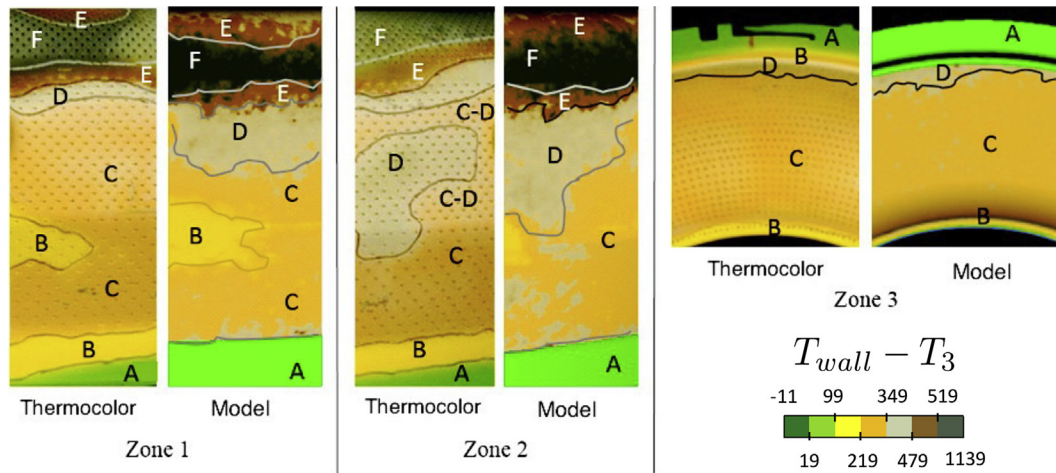 E
F
E
D
C
B
C
B
A
Thermocolor
E
F
E
D
C
B
C
A
Model
Zone 1
F
E
C-D
D
C-D
C
B
A
Thermocolor
E
F
E
D
C
A
Model
Zone 2
A
B
D
C
B
Thermocolor
A
D
C
B
Model
Zone 3
T_wall − T_3
-11 99 349 519
19 219 479 1139